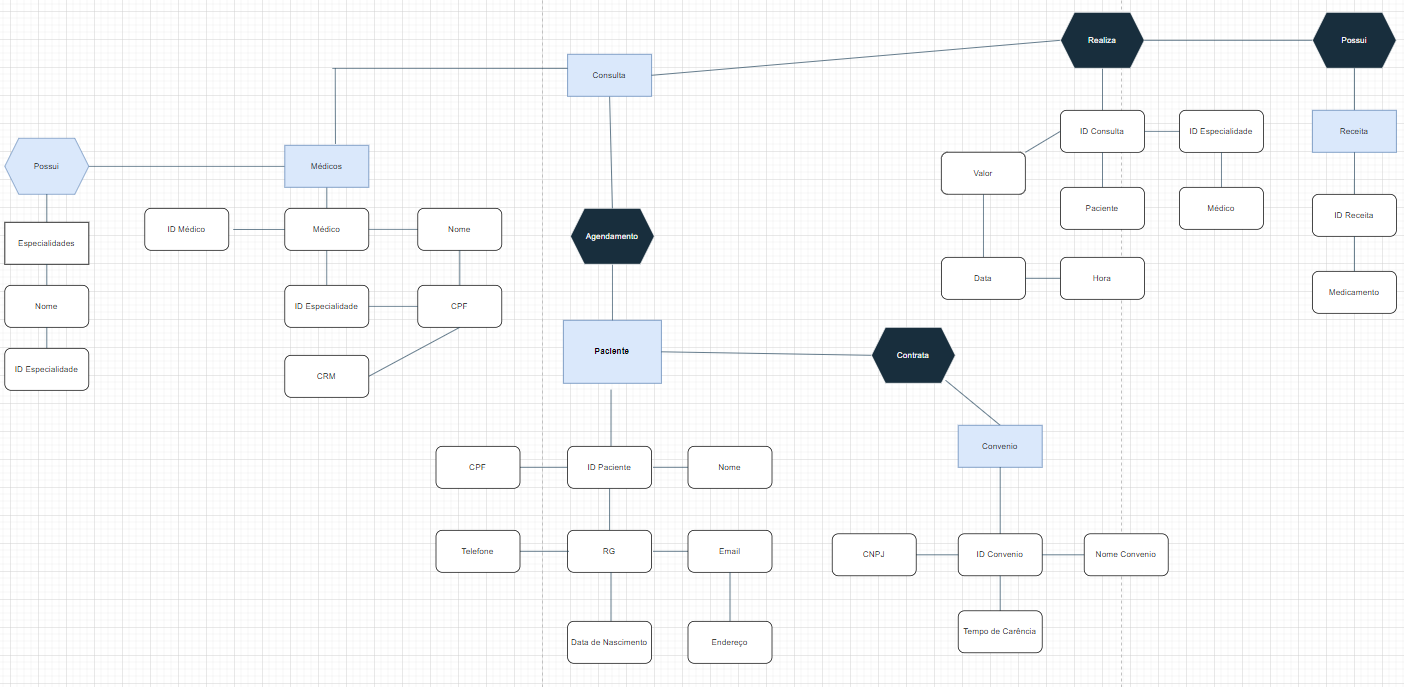 Realiza
Possui
Consulta
ID Consulta
ID Especialidade
Receita
Possui
Médicos
Valor
Paciente
Médico
ID Receita
ID Médico
Médico
Nome
Agendamento
Especialidades
Data
Hora
Medicamento
Nome
ID Especialidade
CPF
Paciente
Contrata
ID Especialidade
CRM
Convenio
CPF
ID Paciente
Nome
Telefone
RG
Email
CNPJ
ID Convenio
Nome Convenio
Data de Nascimento
Endereço
Tempo de Carência